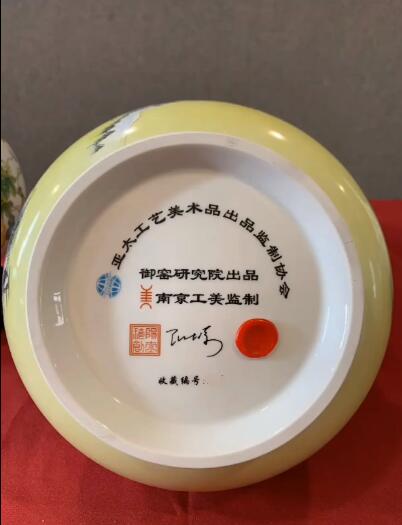 亚太工艺美术品出品监制协会
御窑研究院出品
南京工美监制
收藏编号: